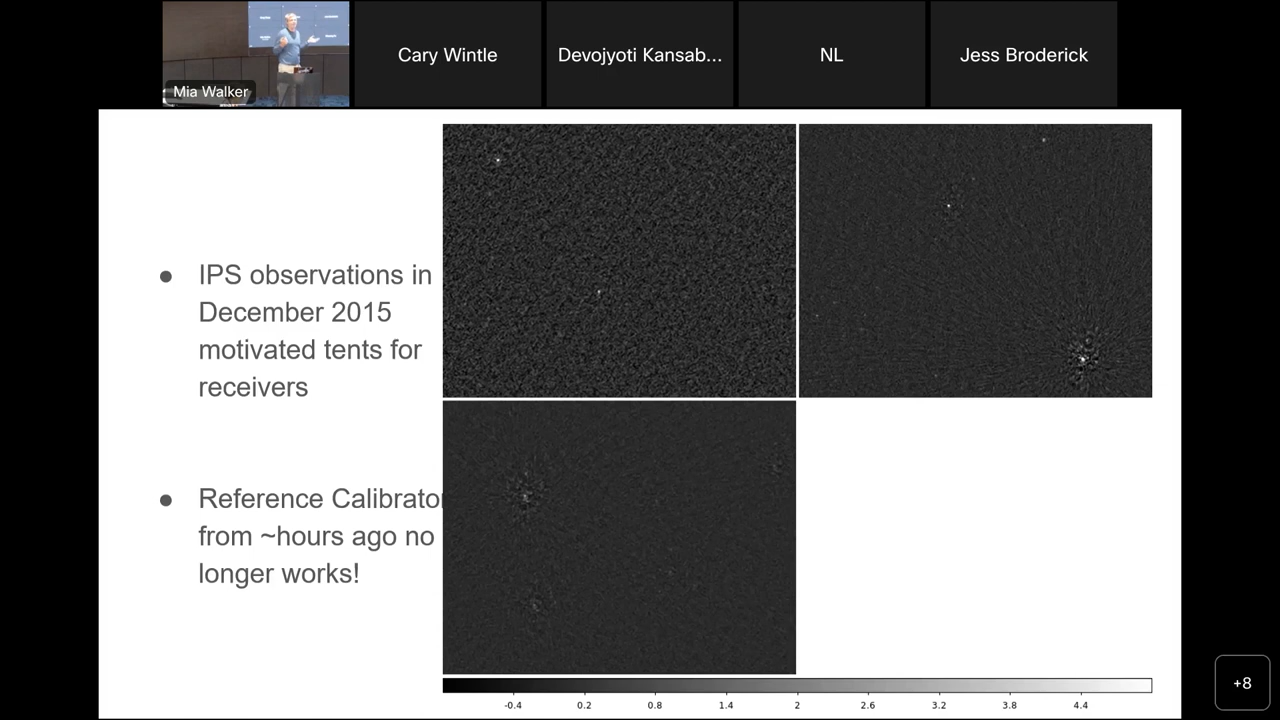 Mia Walker
Cary Wintle
Devojyoti Kansab...
NL
Jess Broderick
● IPS observations in
December 2015
motivated tents for
receivers
● Reference Calibrator
from ~hours ago no
longer works!
-0.4 0.2 0.8 1.4 2 2.6 3.2 3.8 4.4
+8